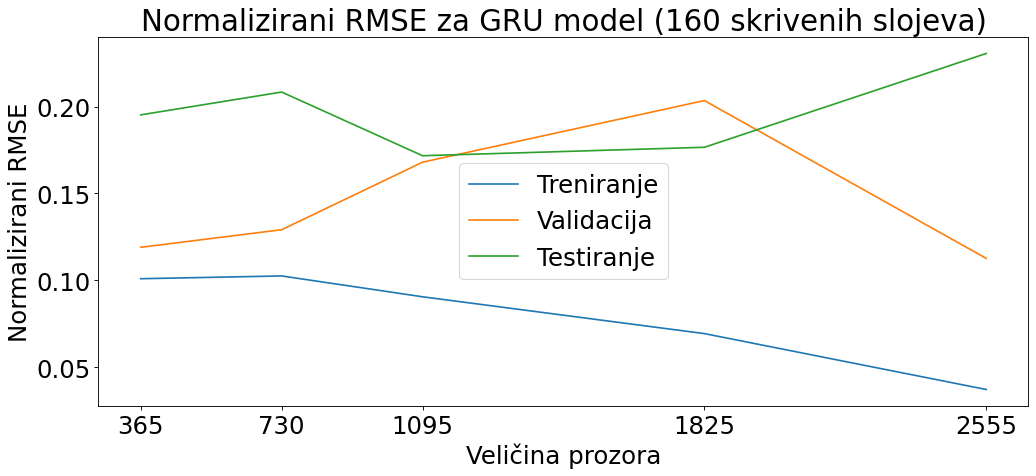 Normalizirani RMSE za GRU model (160 skrivenih slojeva)
Normalizirani RMSE
0.20
0.15
0.10
0.05
Treniranje
Validacija
Testiranje
365 730 1095 1825 2555
Veličina prozora